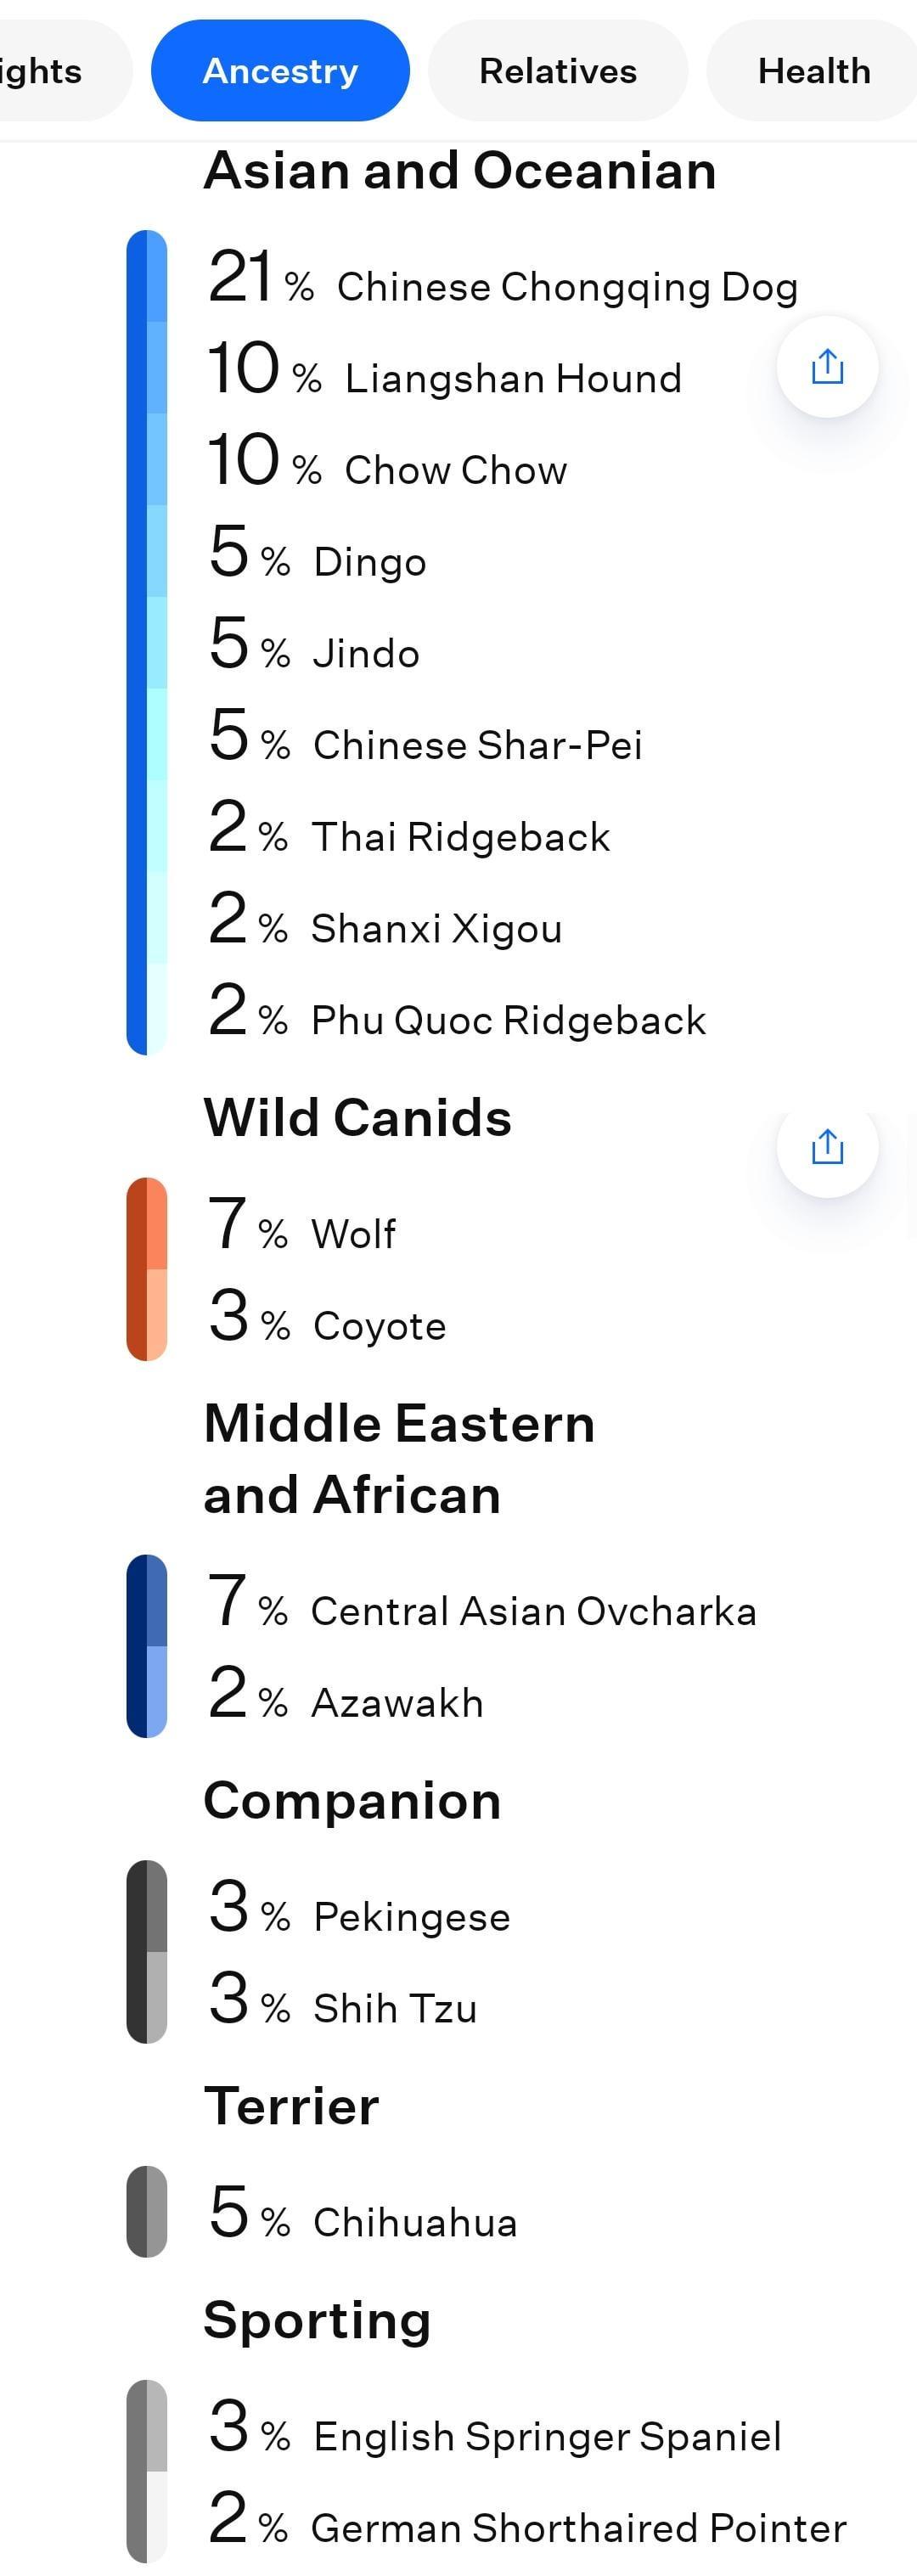 ights Ancestry Relatives Health
Asian and Oceanian
21 % Chinese Chongqing Dog
10 % Liangshan Hound
10 % Chow Chow
5 % Dingo
5 % Jindo
5 % Chinese Shar-Pei
2 % Thai Ridgeback
2 % Shanxi Xigou
2 % Phu Quoc Ridgeback
Wild Canids
7 % Wolf
3 % Coyote
Middle Eastern
and African
7 % Central Asian Ovcharka
2 % Azawakh
Companion
3 % Pekingese
3 % Shih Tzu
Terrier
5 % Chihuahua
Sporting
3 % English Springer Spaniel
2 % German Shorthaired Pointer